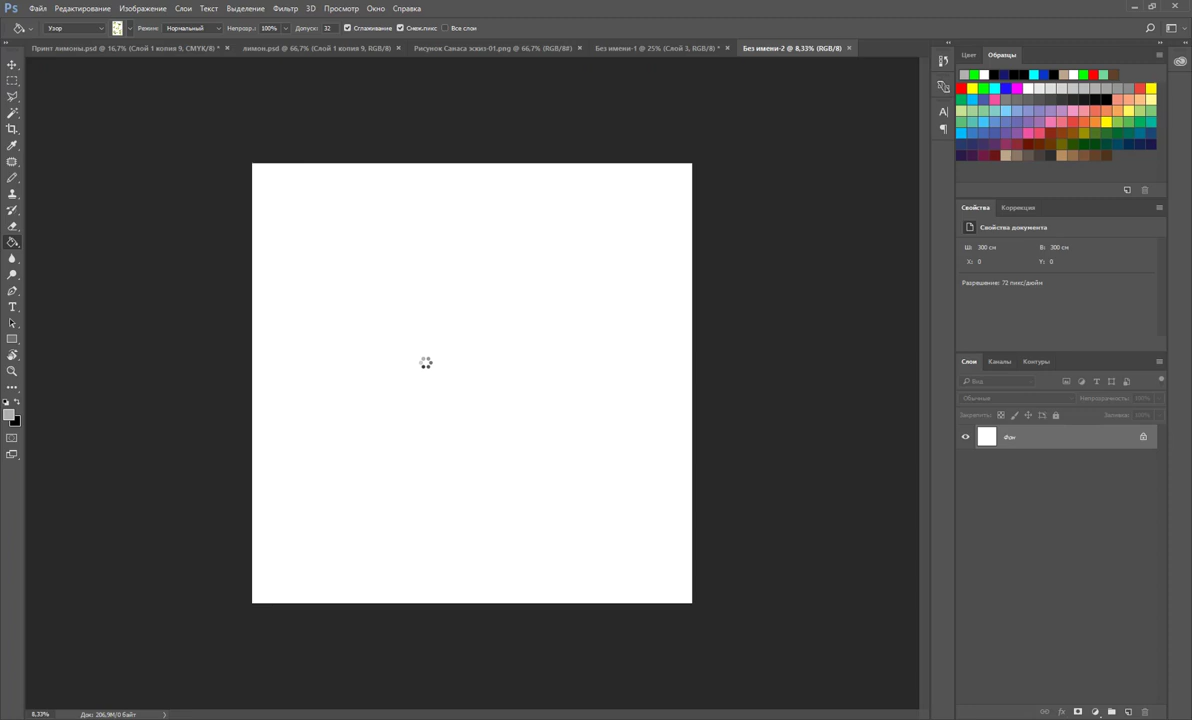 Ps Файл Редактирование Изображение Слои Текст Выделение Фильтр 3D Просмотр Окно Справка
Узор Режим: Нормальный Непрозр.: 100% Допуск: 32 Сглаживание Смеж.пикс Все слои
Принт лимоны.psd @ 16,7% (Слой 1 копия 9, CMYK/8) * × лимон.psd @ 66,7% (Слой 1 копия 9, RGB/8) × Рисунок Санаса эскиз-01.png @ 66,7% (RGB/8#) × Без имени-1 @ 25% (Слой 3, RGB/8) * × Без имени-2 @ 8,33% (RGB/8) ×
Цвет Образцы
Свойства Коррекция
Свойства документа
Ш: 300 см В: 300 см
X: 0 Y: 0
Разрешение: 72 пикс/дюйм
Слои Каналы Контуры
Вид
Обычные Непрозрачность: 100%
Закрепить: Заливка: 100%
Фон
fx
8,33% Док: 206,9M/0 байт